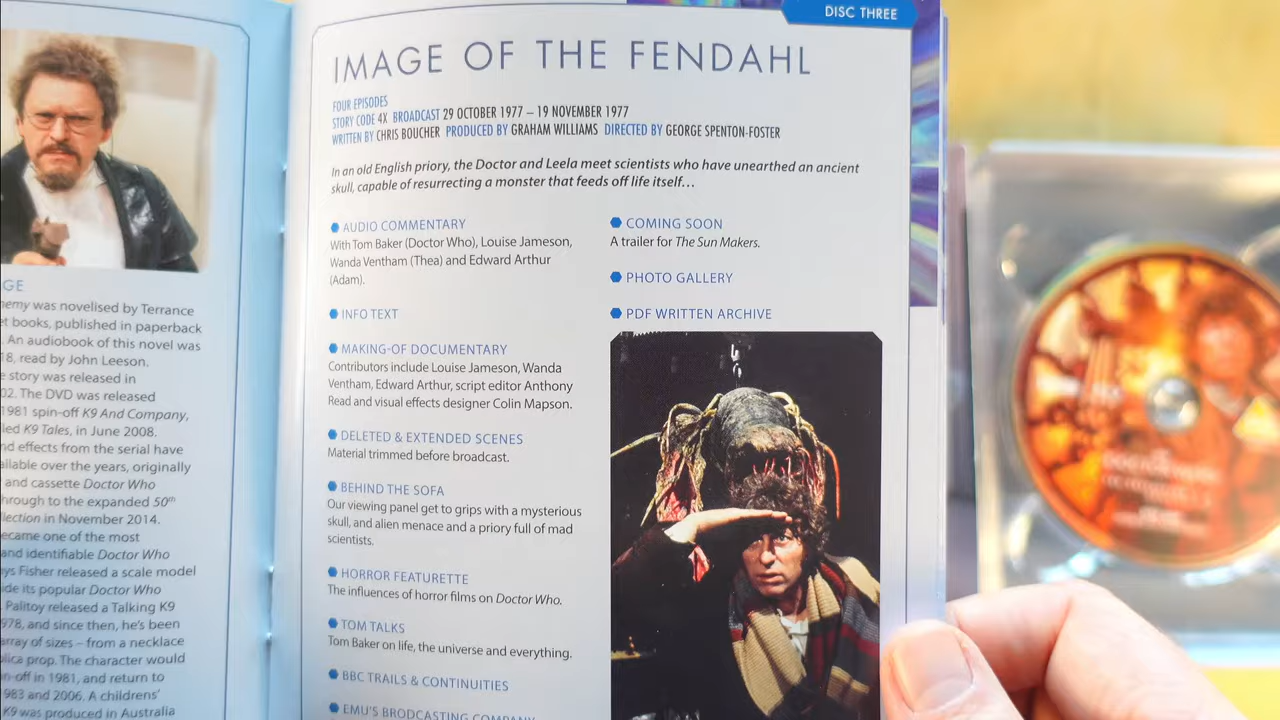 GE
nemy was novelised by Terrance
et books, published in paperback
. An audiobook of this novel was
18, read by John Leeson.
e story was released in
02. The DVD was released
1981 spin-off K9 And Company,
led K9 Tales, in June 2008.
nd effects from the serial have
ailable over the years, originally
and cassette Doctor Who
hrough to the expanded 50th
llection in November 2014.
ecame one of the most
and identifiable Doctor Who
ys Fisher released a scale model
ide its popular Doctor Who
Palitoy released a Talking K9
978, and since then, he's been
array of sizes – from a necklace
plica prop. The character would
n-off in 1981, and return to
983 and 2006. A childrens'
K9 was produced in Australia
DISC THREE
IMAGE OF THE FENDAHL
FOUR EPISODES
STORY CODE 4X BROADCAST 29 OCTOBER 1977 – 19 NOVEMBER 1977
WRITTEN BY CHRIS BOUCHER PRODUCED BY GRAHAM WILLIAMS DIRECTED BY GEORGE SPENTON-FOSTER
In an old English priory, the Doctor and Leela meet scientists who have unearthed an ancient
skull, capable of resurrecting a monster that feeds off life itself…
AUDIO COMMENTARY
With Tom Baker (Doctor Who), Louise Jameson,
Wanda Ventham (Thea) and Edward Arthur
(Adam).
INFO TEXT
MAKING-OF DOCUMENTARY
Contributors include Louise Jameson, Wanda
Ventham, Edward Arthur, script editor Anthony
Read and visual effects designer Colin Mapson.
DELETED & EXTENDED SCENES
Material trimmed before broadcast.
BEHIND THE SOFA
Our viewing panel get to grips with a mysterious
skull, and alien menace and a priory full of mad
scientists.
HORROR FEATURETTE
The influences of horror films on Doctor Who.
TOM TALKS
Tom Baker on life, the universe and everything.
BBC TRAILS & CONTINUITIES
EMU'S BRODCASTING COMPANY
COMING SOON
A trailer for The Sun Makers.
PHOTO GALLERY
PDF WRITTEN ARCHIVE